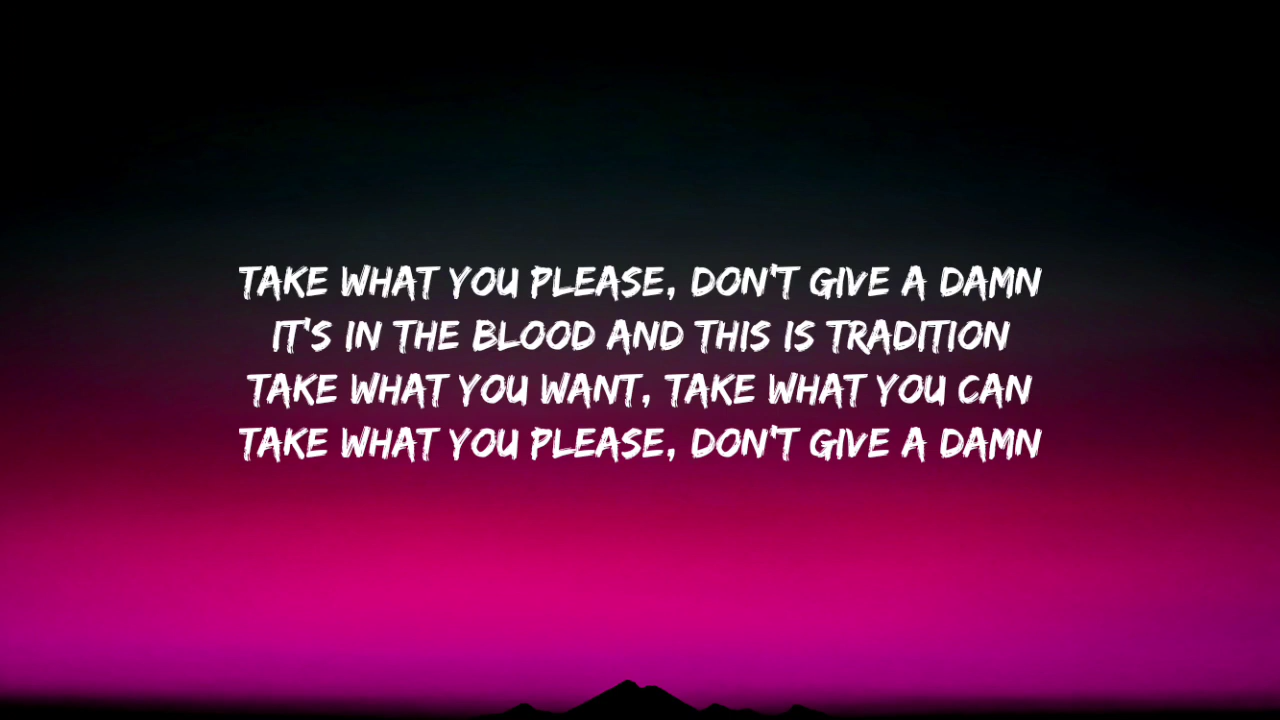 TAKE WHAT YOU PLEASE, DON'T GIVE A DAMN
IT'S IN THE BLOOD AND THIS IS TRADITION
TAKE WHAT YOU WANT, TAKE WHAT YOU CAN
TAKE WHAT YOU PLEASE, DON'T GIVE A DAMN